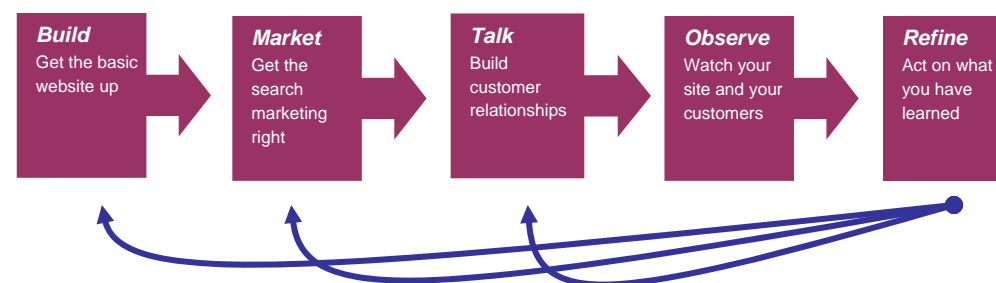 Build
Get the basic
website up
Market
Get the
search
marketing
right
Talk
Build
customer
relationships
Observe
Watch your
site and your
customers
Refine
Act on what
you have
learned